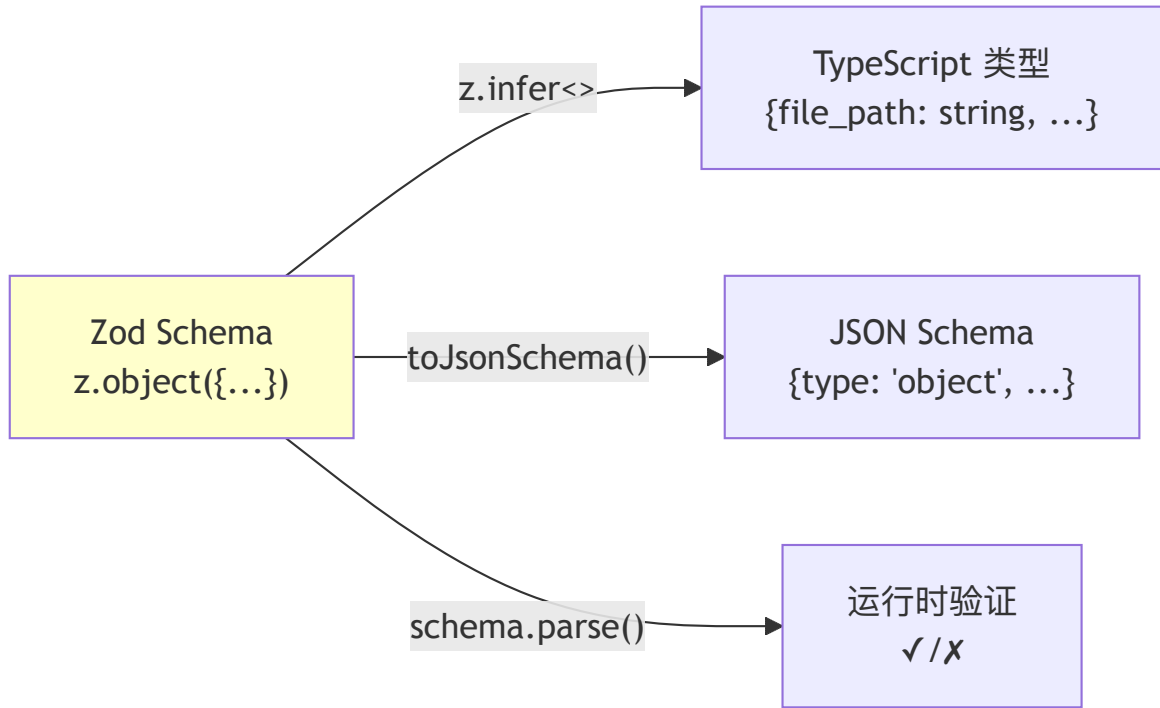 z.infer<>
TypeScript 类型
{file_path: string, ...}
Zod Schema
z.object({...})
toJsonSchema()
JSON Schema
{type: 'object', ...}
schema.parse()
运行时验证
✓/✗